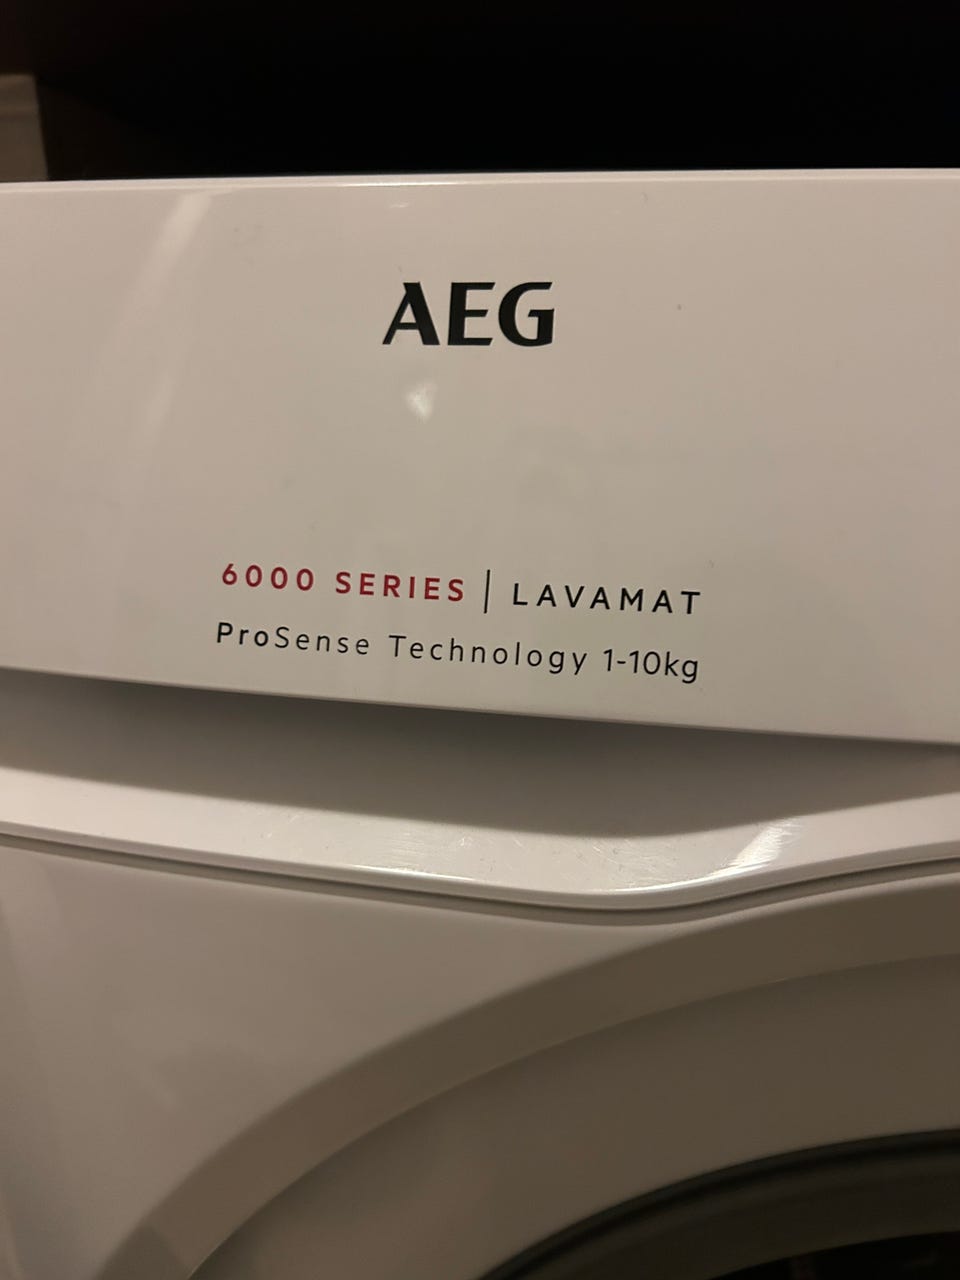 AEG
6000 SERIES | LAVAMAT
ProSense Technology 1-10kg